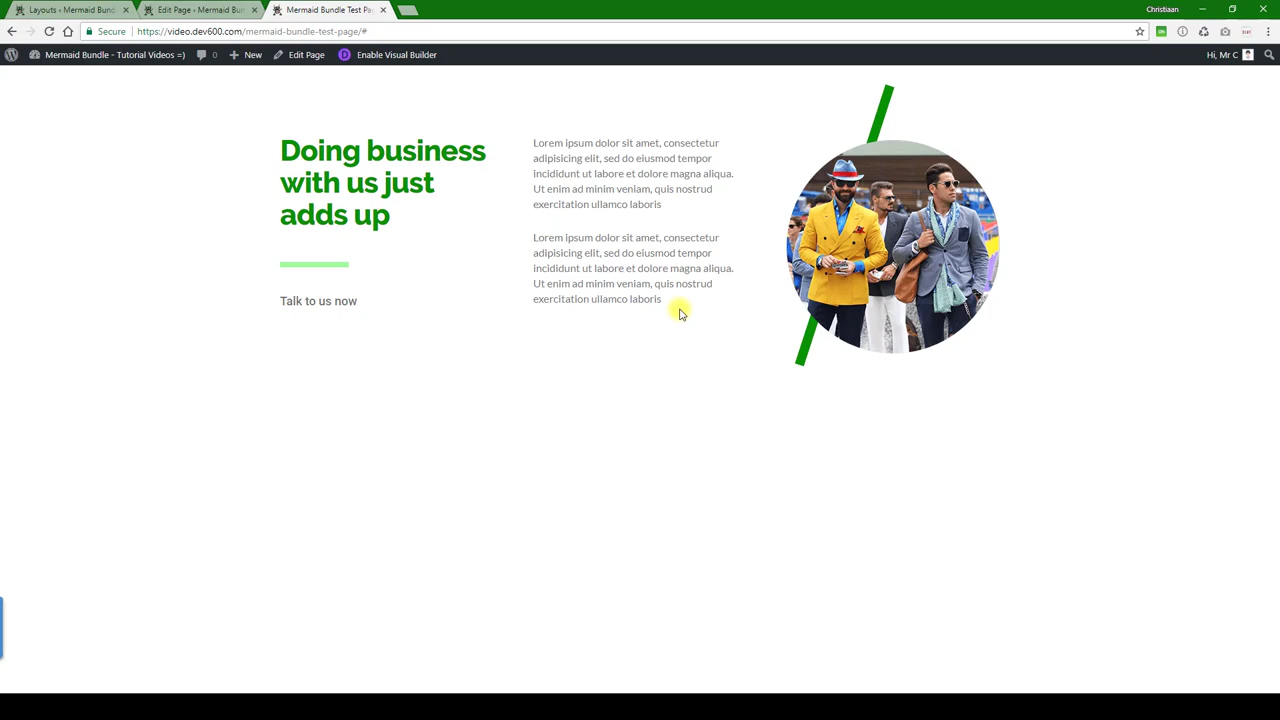 Layouts ‹ Mermaid Bund
Edit Page ‹ Mermaid Bun
Mermaid Bundle Test Pa
Christiaan
Secure
https://video.dev600.com/mermaid-bundle-test-page/#
Mermaid Bundle - Tutorial Videos =)
0
New
Edit Page
D
Enable Visual Builder
Hi, Mr C
Doing business
with us just
adds up
Talk to us now
Lorem ipsum dolor sit amet, consectetur
adipisicing elit, sed do eiusmod tempor
incididunt ut labore et dolore magna aliqua.
Ut enim ad minim veniam, quis nostrud
exercitation ullamco laboris
Lorem ipsum dolor sit amet, consectetur
adipisicing elit, sed do eiusmod tempor
incididunt ut labore et dolore magna aliqua.
Ut enim ad minim veniam, quis nostrud
exercitation ullamco laboris